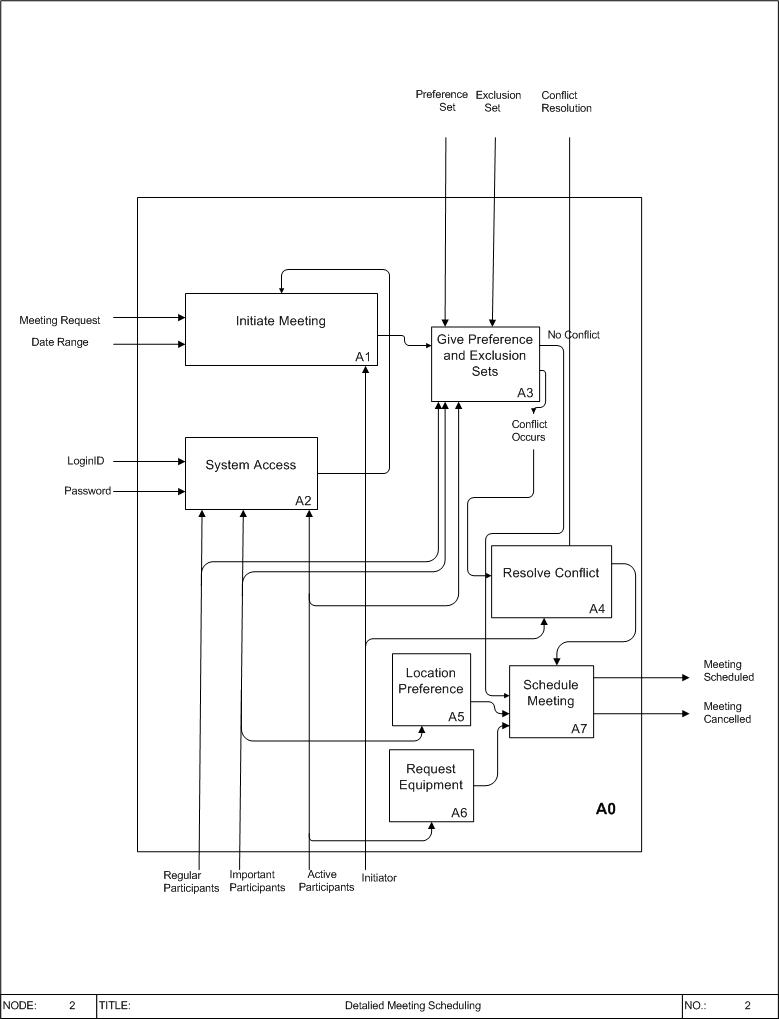 Preference
Set
Exclusion
Set
Conflict
Resolution
Meeting Request
Date Range
Initiate Meeting
A1
Give Preference
and Exclusion
Sets
A3
No Conflict
Conflict
Occurs
LoginID
Password
System Access
A2
Resolve Conflict
A4
Location
Preference
A5
Schedule
Meeting
A7
Meeting
Scheduled
Meeting
Cancelled
Request
Equipment
A6
A0
Regular
Participants
Important
Participants
Active
Participants
Initiator
NODE: 2 TITLE: Detalied Meeting Scheduling NO.: 2